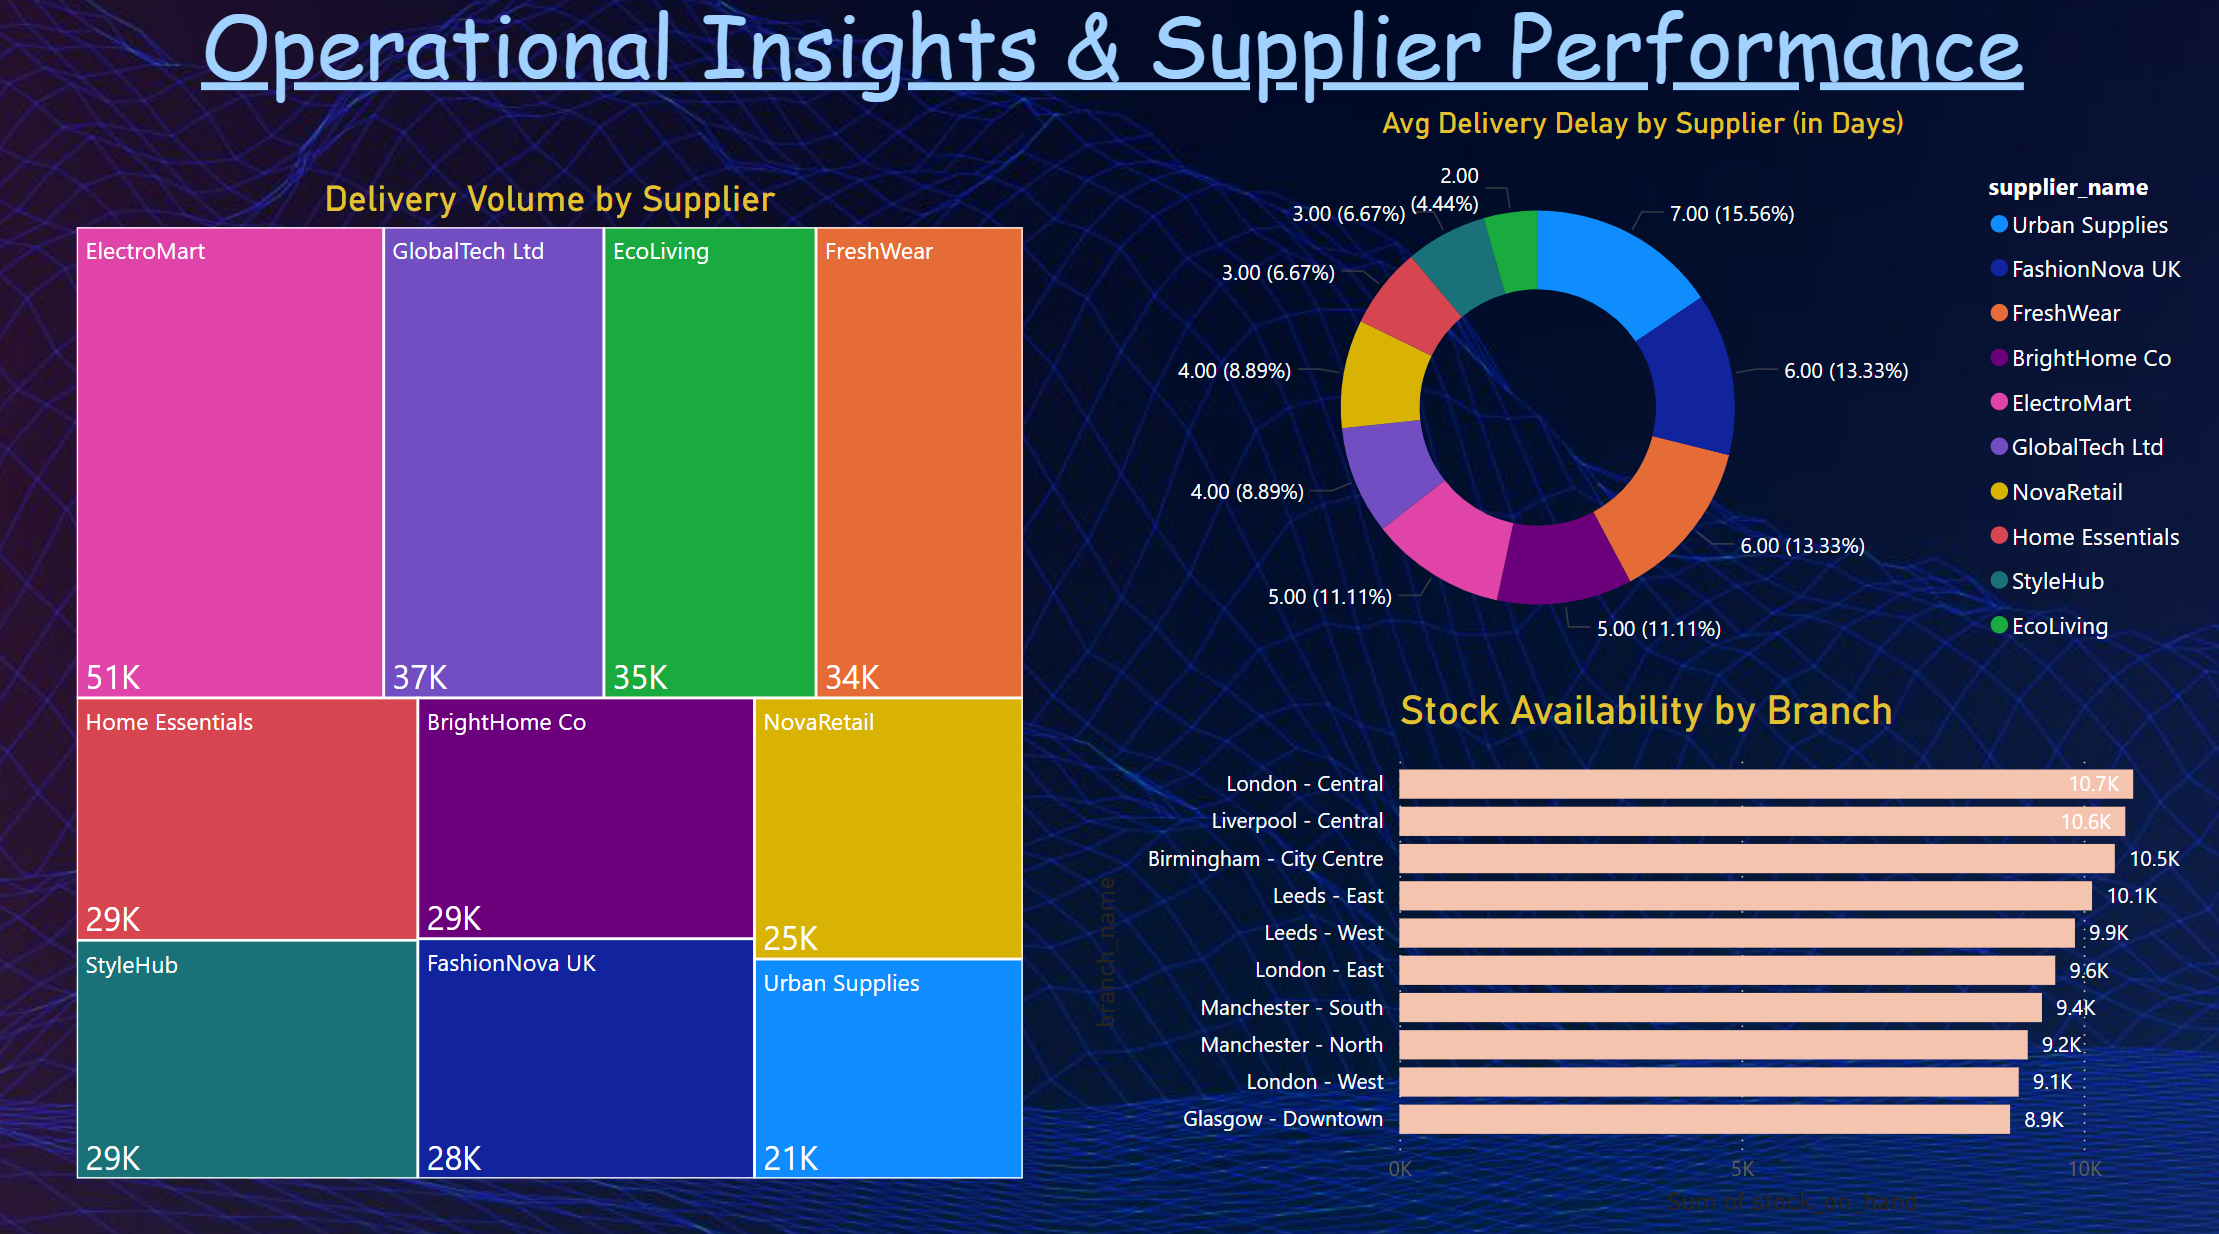 Operational Insights & Supplier Performance
Delivery Volume by Supplier
ElectroMart
51K
GlobalTech Ltd
37K
EcoLiving
35K
FreshWear
34K
Home Essentials
29K
BrightHome Co
29K
NovaRetail
25K
StyleHub
29K
FashionNova UK
28K
Urban Supplies
21K
Avg Delivery Delay by Supplier (in Days)
2.00
(4.44%)
3.00 (6.67%)
3.00 (6.67%)
4.00 (8.89%)
4.00 (8.89%)
5.00 (11.11%)
5.00 (11.11%)
6.00 (13.33%)
6.00 (13.33%)
7.00 (15.56%)
supplier_name
Urban Supplies
FashionNova UK
FreshWear
BrightHome Co
ElectroMart
GlobalTech Ltd
NovaRetail
Home Essentials
StyleHub
EcoLiving
Stock Availability by Branch
branch_name
London - Central 10.7K
Liverpool - Central 10.6K
Birmingham - City Centre 10.5K
Leeds - East 10.1K
Leeds - West 9.9K
London - East 9.6K
Manchester - South 9.4K
Manchester - North 9.2K
London - West 9.1K
Glasgow - Downtown 8.9K
0K 5K 10K
Sum of stock_on_hand